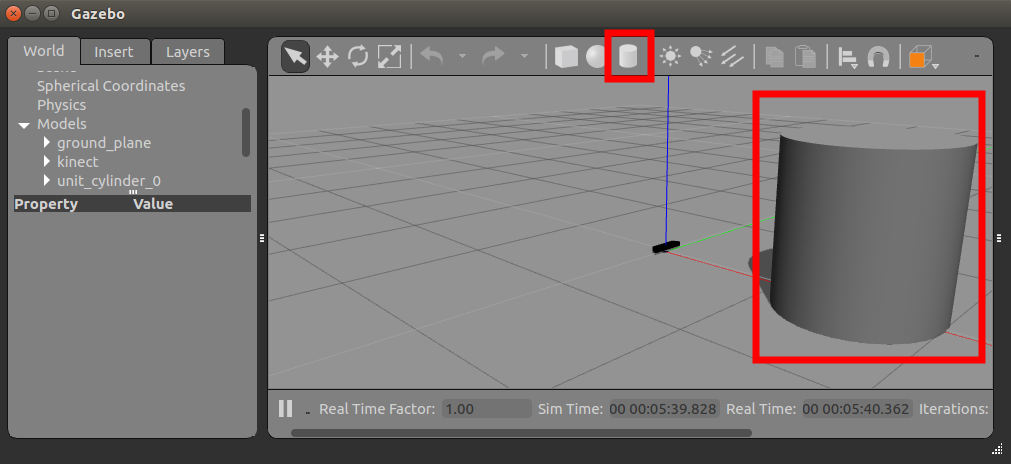 Gazebo
World Insert Layers
Spherical Coordinates
Physics
Models
ground_plane
kinect
unit_cylinder_0
Property Value
Real Time Factor: 1.00 Sim Time: 00 00:05:39.828 Real Time: 00 00:05:40.362 Iterations: